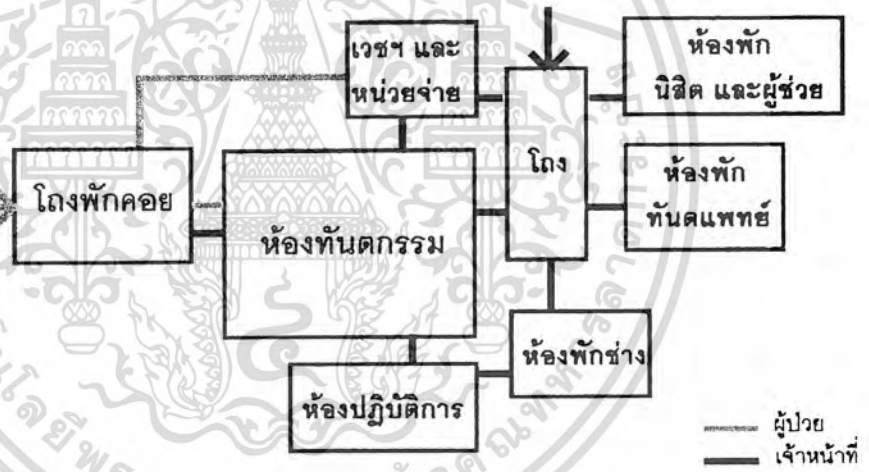 เวชฯ และ
หน่วยจ่าย
ห้องพัก
นิสิต และผู้ช่วย
โถง
โถงพักคอย
ห้องทันตกรรม
ห้องพัก
ทันตแพทย์
ห้องพักช่าง
ห้องปฏิบัติการ
ผู้ป่วย
เจ้าหน้าที่